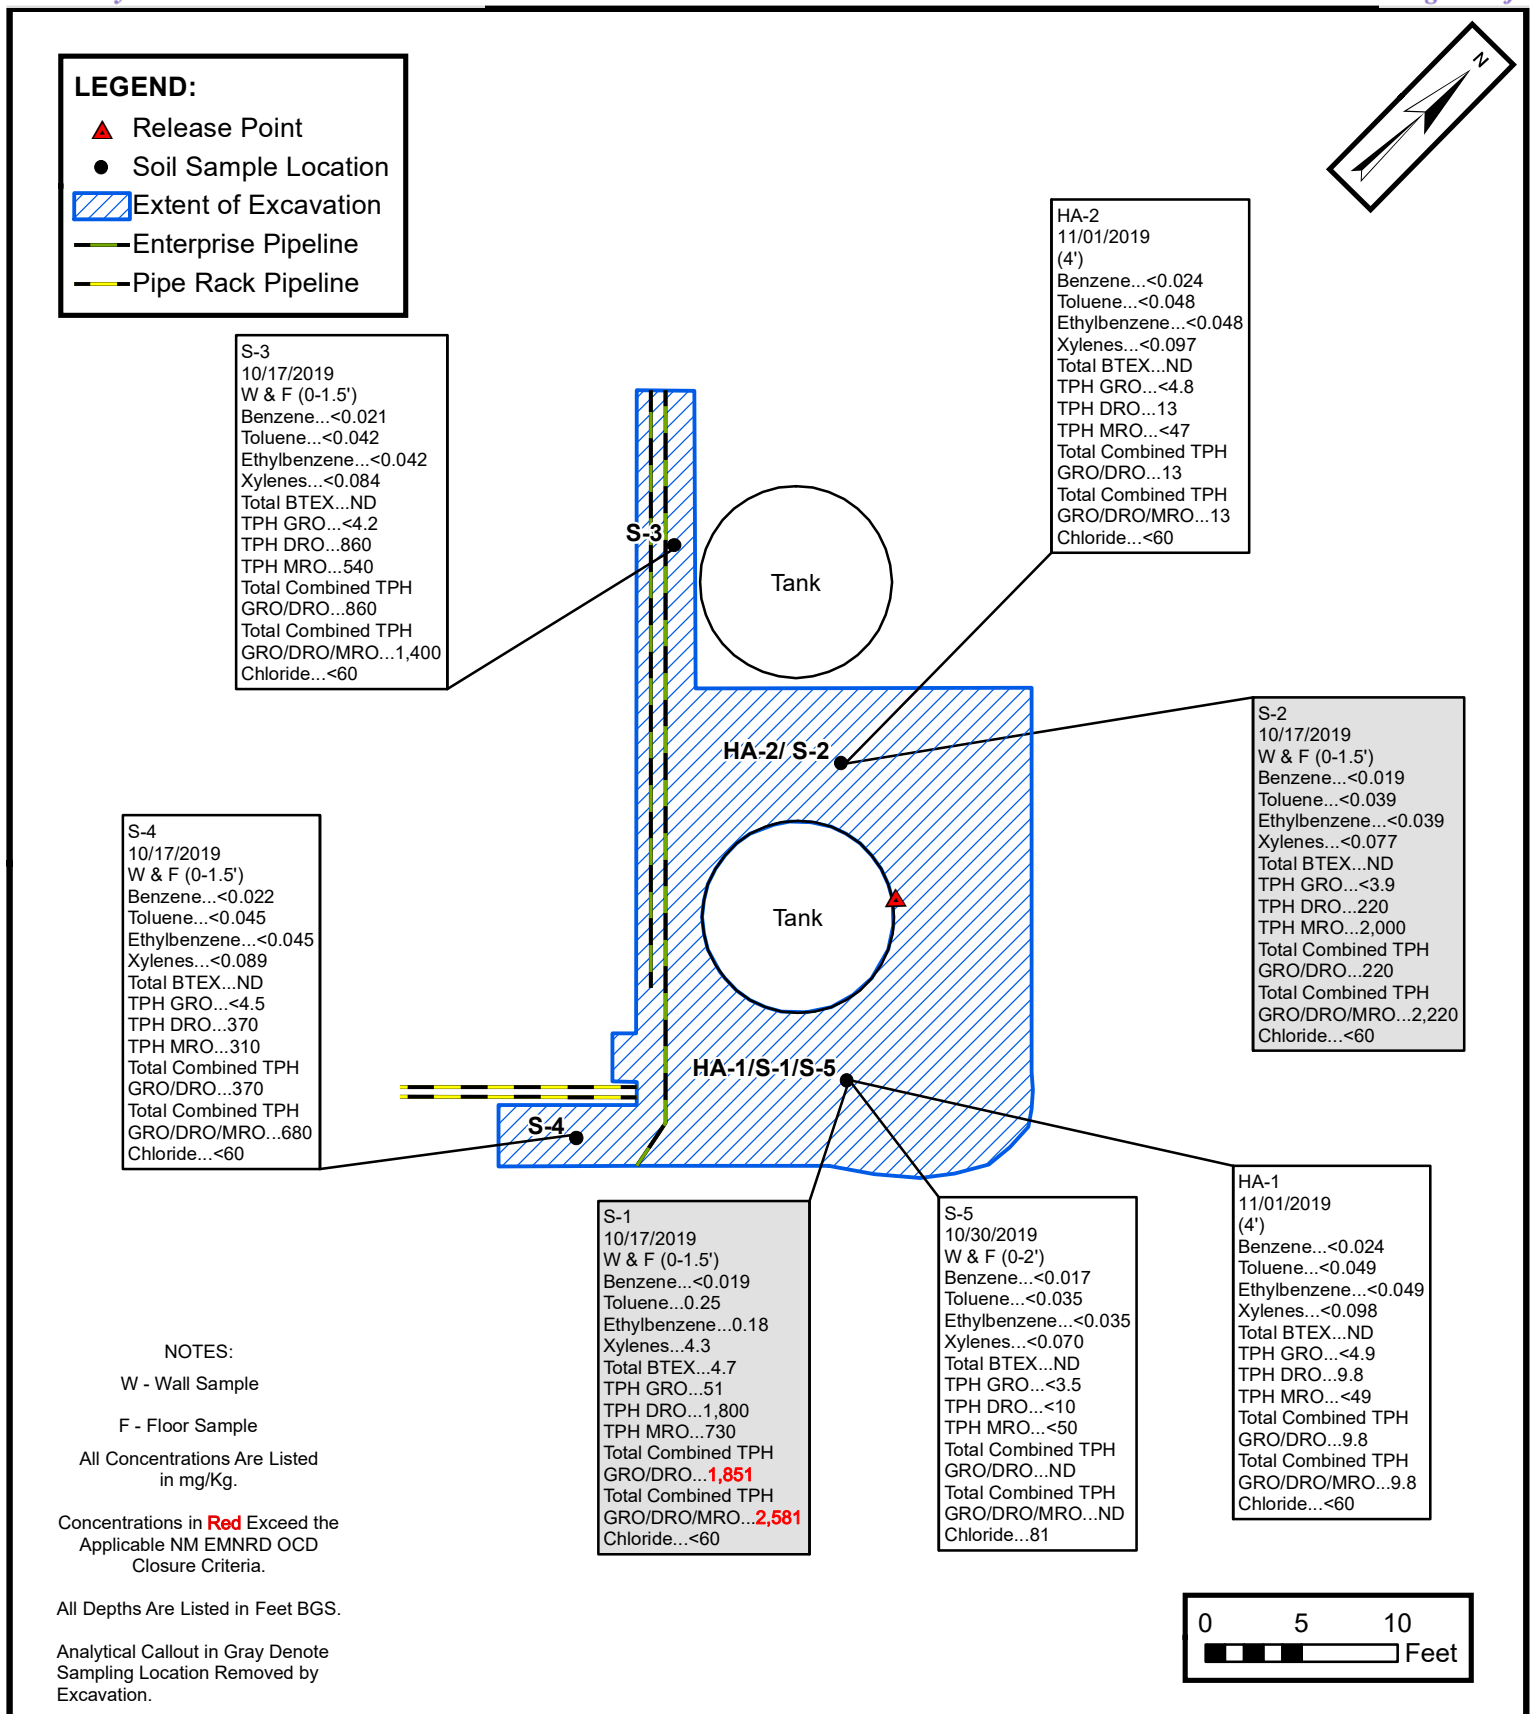 LEGEND:
Release Point
Soil Sample Location
Extent of Excavation
Enterprise Pipeline
Pipe Rack Pipeline
N
HA-2
11/01/2019
(4')
Benzene...<0.024
Toluene...<0.048
Ethylbenzene...<0.048
Xylenes...<0.097
Total BTEX...ND
TPH GRO...<4.8
TPH DRO...13
TPH MRO...<47
Total Combined TPH
GRO/DRO...13
Total Combined TPH
GRO/DRO/MRO...13
Chloride...<60
S-3
10/17/2019
W & F (0-1.5')
Benzene...<0.021
Toluene...<0.042
Ethylbenzene...<0.042
Xylenes...<0.084
Total BTEX...ND
TPH GRO...<4.2
TPH DRO...860
TPH MRO...540
Total Combined TPH
GRO/DRO...860
Total Combined TPH
GRO/DRO/MRO...1,400
Chloride...<60
S-3
Tank
HA-2/ S-2
S-2
10/17/2019
W & F (0-1.5')
Benzene...<0.019
Toluene...<0.039
Ethylbenzene...<0.039
Xylenes...<0.077
Total BTEX...ND
TPH GRO...<3.9
TPH DRO...220
TPH MRO...2,000
Total Combined TPH
GRO/DRO...220
Total Combined TPH
GRO/DRO/MRO...2,220
Chloride...<60
S-4
10/17/2019
W & F (0-1.5')
Benzene...<0.022
Toluene...<0.045
Ethylbenzene...<0.045
Xylenes...<0.089
Total BTEX...ND
TPH GRO...<4.5
TPH DRO...370
TPH MRO...310
Total Combined TPH
GRO/DRO...370
Total Combined TPH
GRO/DRO/MRO...680
Chloride...<60
Tank
HA-1/S-1/S-5
S-4
S-1
10/17/2019
W & F (0-1.5')
Benzene...<0.019
Toluene...0.25
Ethylbenzene...0.18
Xylenes...4.3
Total BTEX...4.7
TPH GRO...51
TPH DRO...1,800
TPH MRO...730
Total Combined TPH
GRO/DRO...1,851
Total Combined TPH
GRO/DRO/MRO...2,581
Chloride...<60
S-5
10/30/2019
W & F (0-2')
Benzene...<0.017
Toluene...<0.035
Ethylbenzene...<0.035
Xylenes...<0.070
Total BTEX...ND
TPH GRO...<3.5
TPH DRO...<10
TPH MRO...<50
Total Combined TPH
GRO/DRO...ND
Total Combined TPH
GRO/DRO/MRO...ND
Chloride...81
HA-1
11/01/2019
(4')
Benzene...<0.024
Toluene...<0.049
Ethylbenzene...<0.049
Xylenes...<0.098
Total BTEX...ND
TPH GRO...<4.9
TPH DRO...9.8
TPH MRO...<49
Total Combined TPH
GRO/DRO...9.8
Total Combined TPH
GRO/DRO/MRO...9.8
Chloride...<60
NOTES:
W - Wall Sample
F - Floor Sample
All Concentrations Are Listed
in mg/Kg.
Concentrations in Red Exceed the
Applicable NM EMNRD OCD
Closure Criteria.
All Depths Are Listed in Feet BGS.
Analytical Callout in Gray Denote
Sampling Location Removed by
Excavation.
0 5 10
Feet